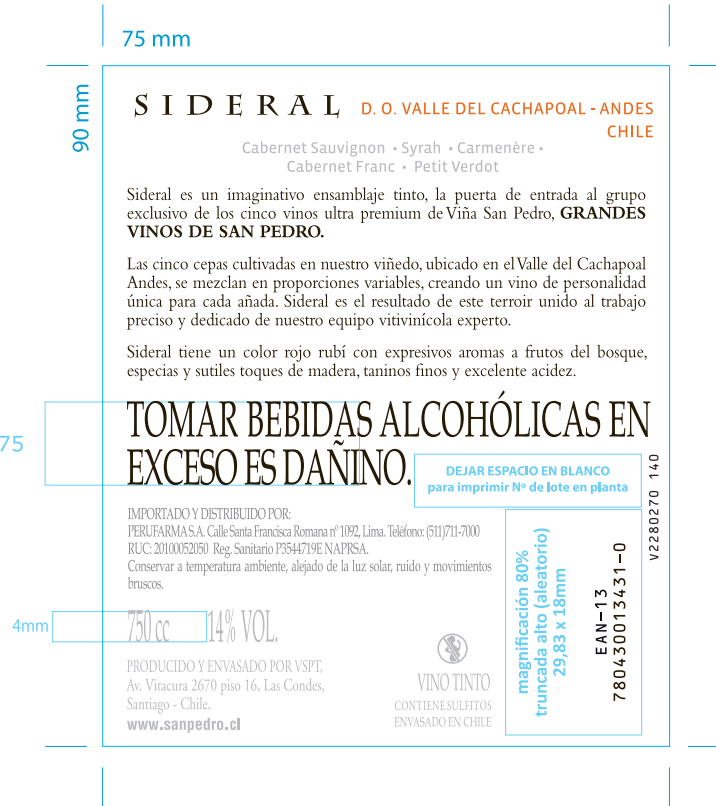 75 mm
90 mm
SIDERAL D. O. VALLE DEL CACHAPOAL - ANDES
CHILE
Cabernet Sauvignon • Syrah • Carmenère •
Cabernet Franc • Petit Verdot
Sideral es un imaginativo ensamblaje tinto, la puerta de entrada al grupo
exclusivo de los cinco vinos ultra premium de Viña San Pedro, GRANDES
VINOS DE SAN PEDRO.
Las cinco cepas cultivadas en nuestro viñedo, ubicado en el Valle del Cachapoal
Andes, se mezclan en proporciones variables, creando un vino de personalidad
única para cada añada. Sideral es el resultado de este terroir unido al trabajo
preciso y dedicado de nuestro equipo vitivinícola experto.
Sideral tiene un color rojo rubí con expresivos aromas a frutos del bosque,
especias y sutiles toques de madera, taninos finos y excelente acidez.
TOMAR BEBIDAS ALCOHÓLICAS EN
EXCESO ES DAÑINO.
75
DEJAR ESPACIO EN BLANCO
para imprimir Nº de lote en planta
V2280270 140
IMPORTADO Y DISTRIBUIDO POR:
PERUFARMA S.A. Calle Santa Francisca Romana nº 1092, Lima. Teléfono: (511)711-7000
RUC: 20100052050 Reg. Sanitario P3544719E NAPRSA.
Conservar a temperatura ambiente, alejado de la luz solar, ruido y movimientos
bruscos.
4mm
750 cc 14% VOL.
PRODUCIDO Y ENVASADO POR VSPT,
Av. Vitacura 2670 piso 16, Las Condes,
Santiago - Chile.
www.sanpedro.cl
VINO TINTO
CONTIENE SULFITOS
ENVASADO EN CHILE
magnificación 80%
truncada alto (aleatorio)
29,83 x 18mm
EAN-13
780430013431-0